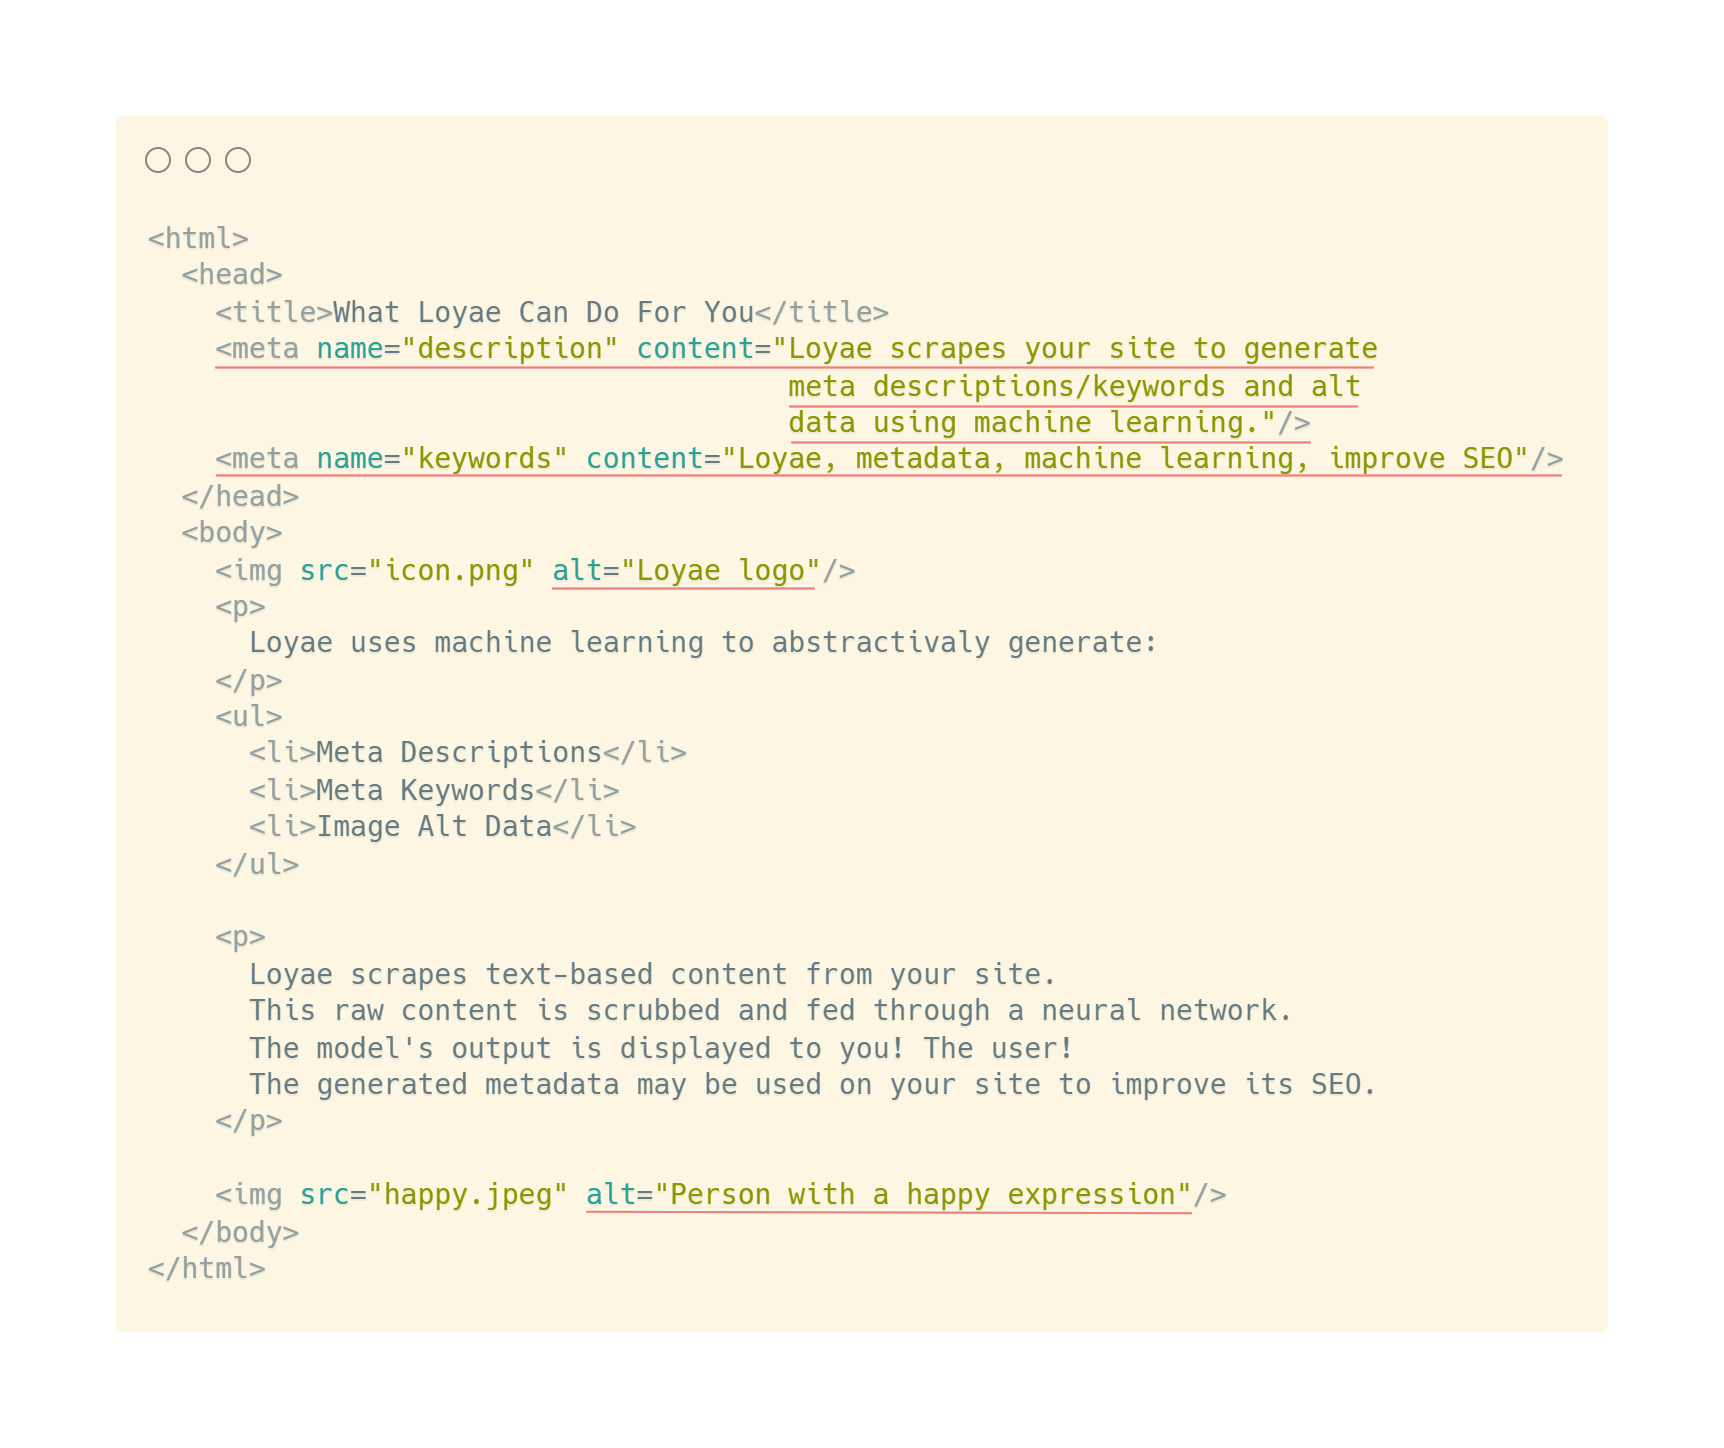 <html>
  <head>
    <title>What Loyae Can Do For You</title>
    <meta name="description" content="Loyae scrapes your site to generate
                                      meta descriptions/keywords and alt
                                      data using machine learning."/>
    <meta name="keywords" content="Loyae, metadata, machine learning, improve SEO"/>
  </head>
  <body>
    <img src="icon.png" alt="Loyae logo"/>
    <p>
      Loyae uses machine learning to abstractivaly generate:
    </p>
    <ul>
      <li>Meta Descriptions</li>
      <li>Meta Keywords</li>
      <li>Image Alt Data</li>
    </ul>

    <p>
      Loyae scrapes text-based content from your site.
      This raw content is scrubbed and fed through a neural network.
      The model's output is displayed to you! The user!
      The generated metadata may be used on your site to improve its SEO.
    </p>

    <img src="happy.jpeg" alt="Person with a happy expression"/>
  </body>
</html>